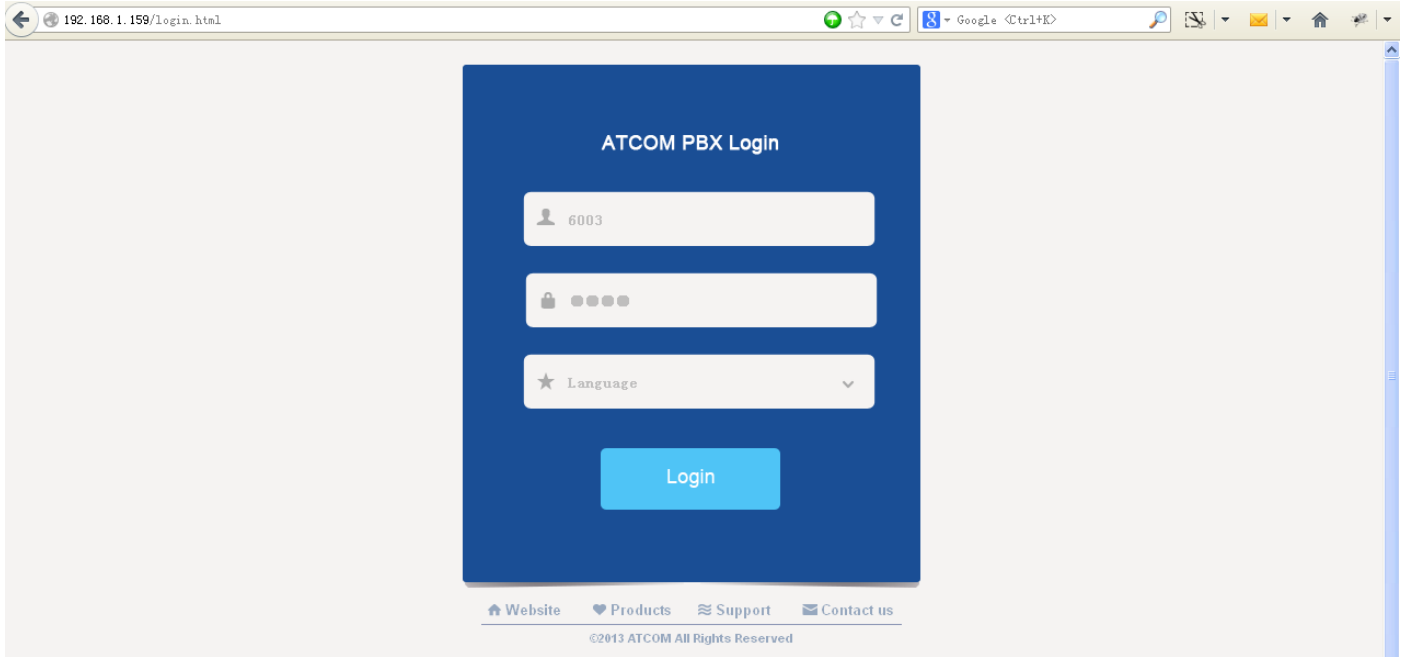 192.168.1.159/login.html
Google <Ctrl+K>
ATCOM PBX Login
6003
Language
Login
Website Products Support Contact us
©2013 ATCOM All Rights Reserved